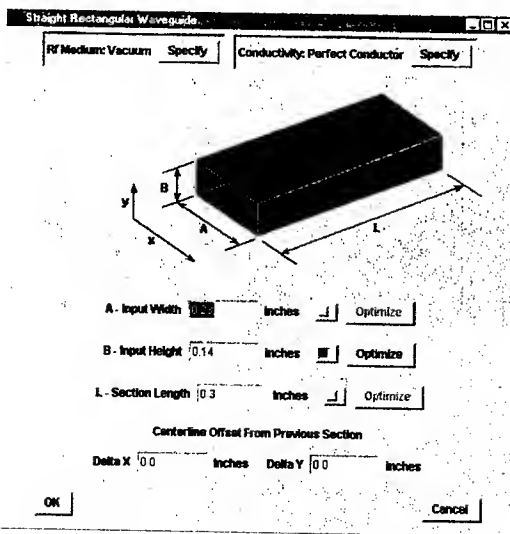 Straight Rectangular Waveguide
Rf Medium: Vacuum Specify Conductivity: Perfect Conductor Specify
B
y
A
L
x
A - Input Width inches Optimize
B - Input Height 0.14 inches Optimize
L - Section Length 0.3 inches Optimize
Centerline Offset From Previous Section
Delta X 0.0 inches Delta Y 0.0 inches
OK Cancel